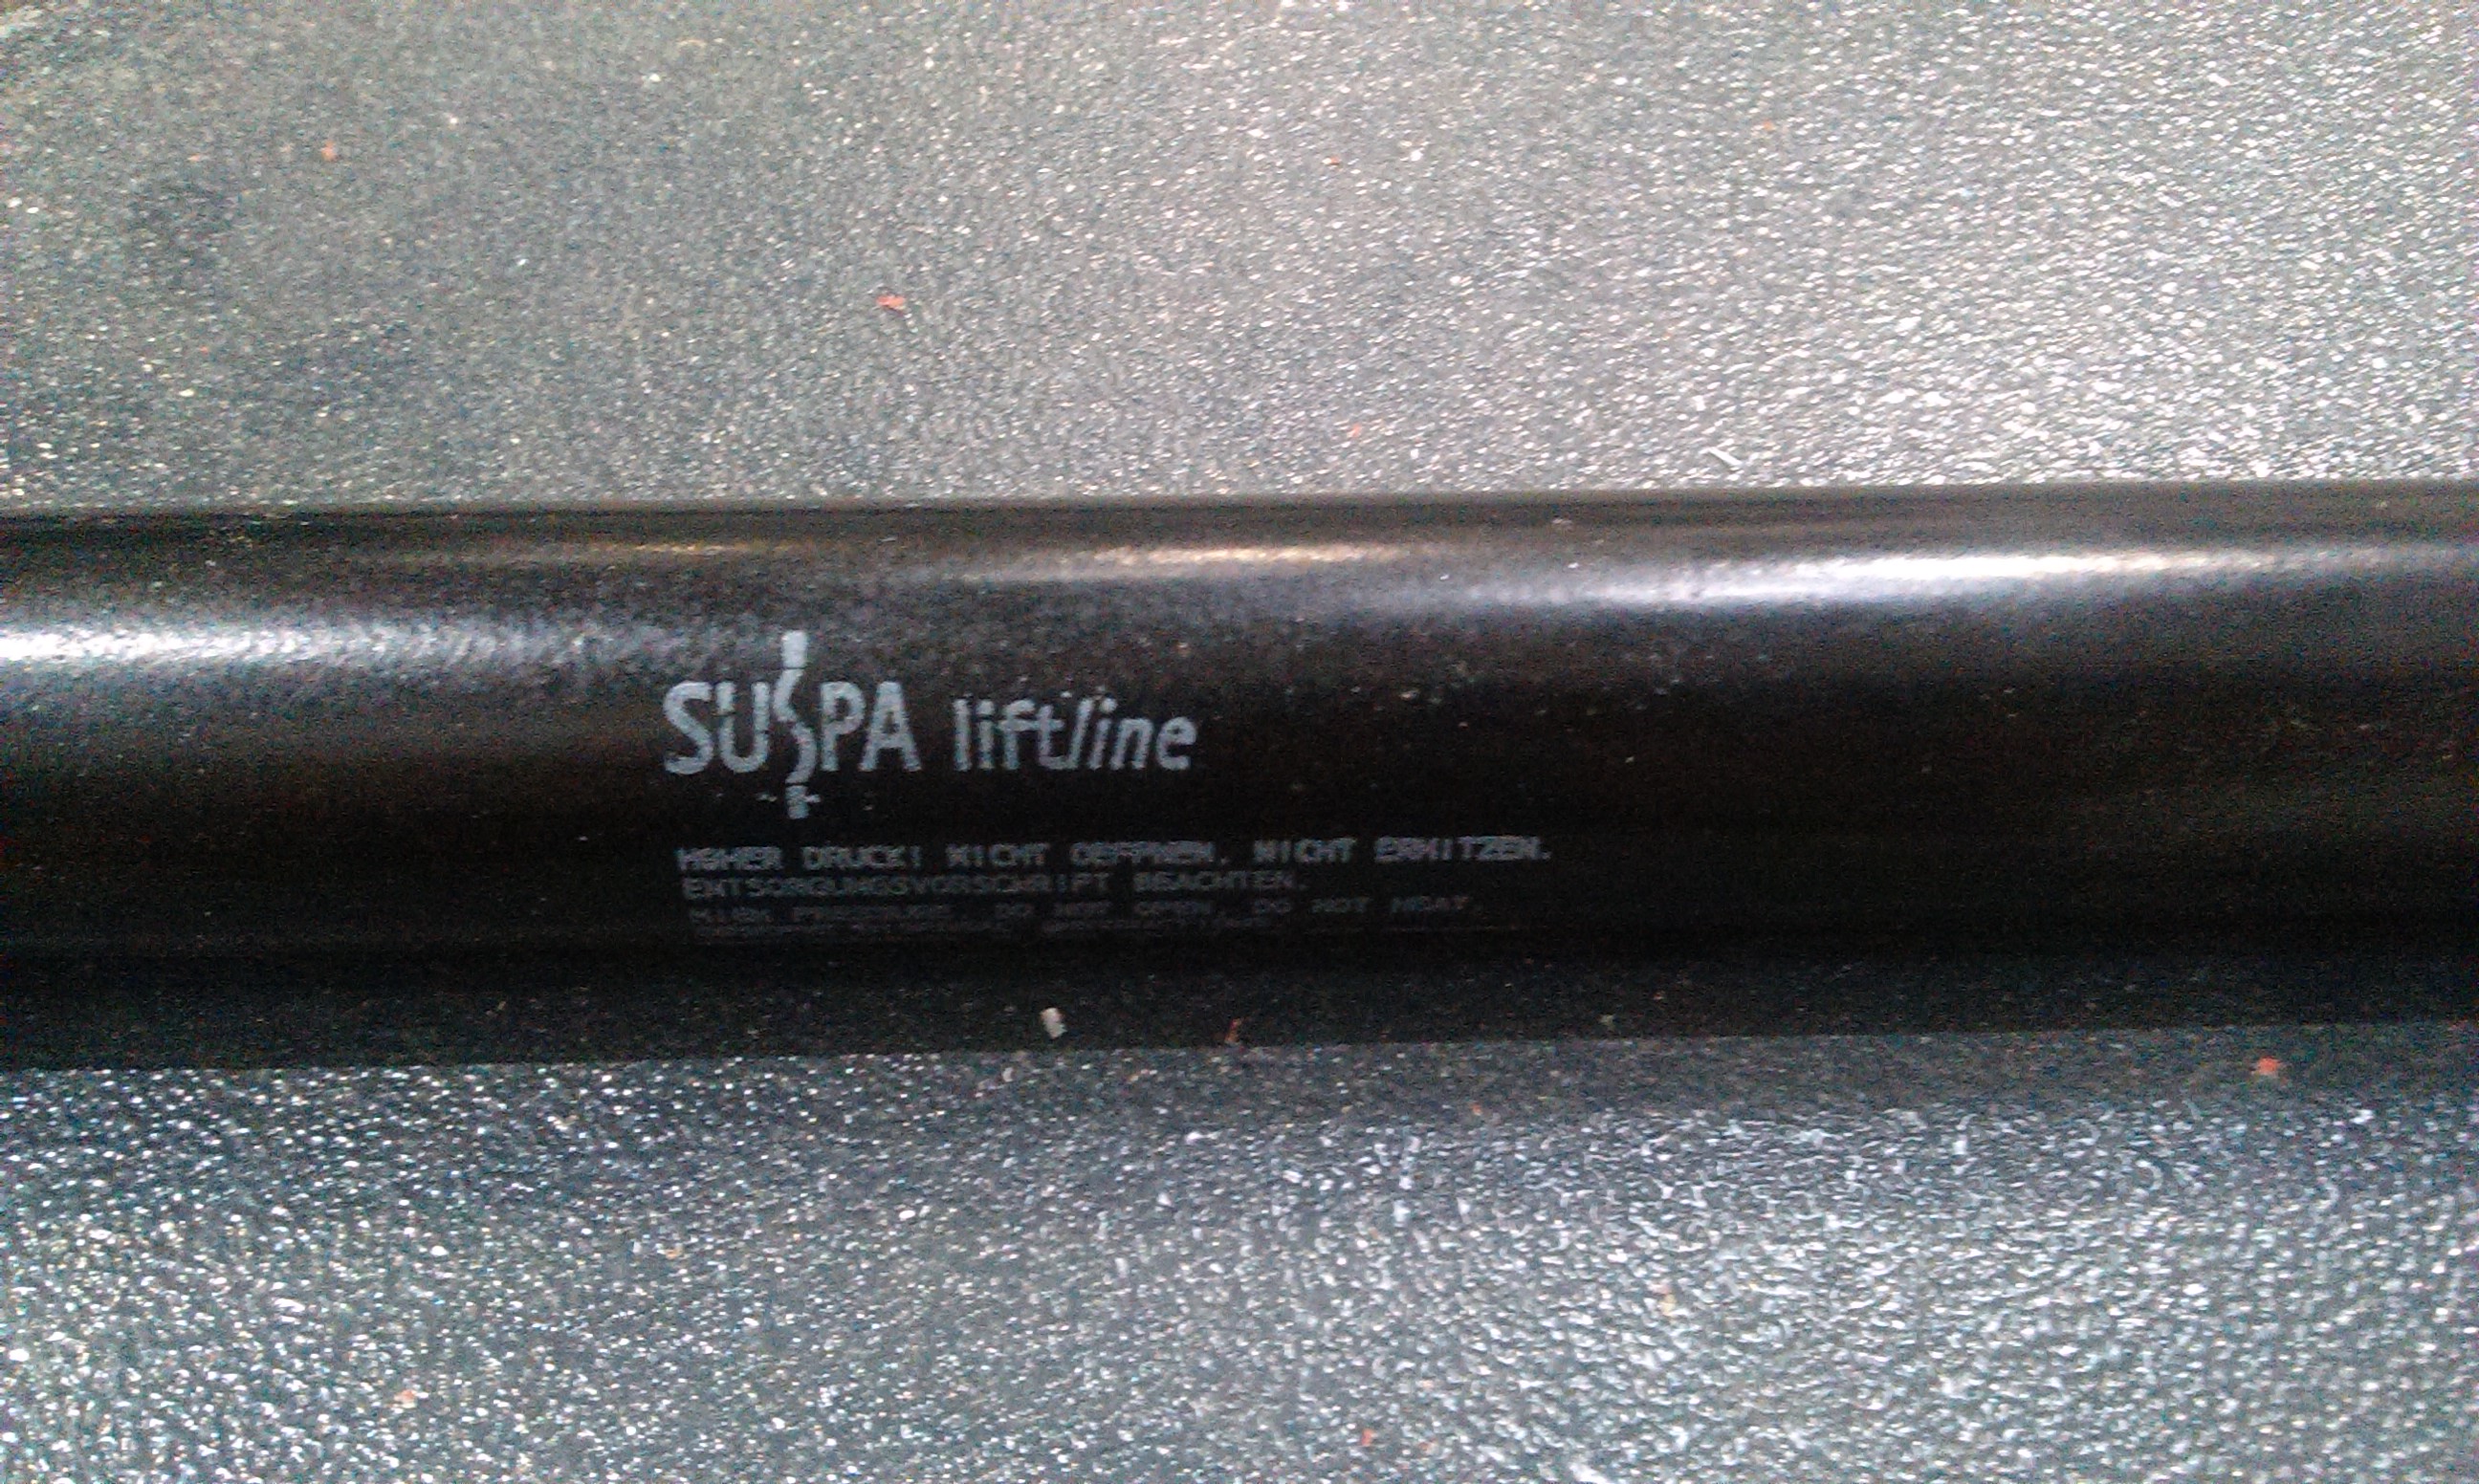 SUSPA liftline
HOHER DRUCK! NICHT OEFFNEN. NICHT ERHITZEN.
ENTSORGUNGSVORSCHRIFT BEACHTEN.
HIGH PRESSURE. DO NOT OPEN, DO NOT HEAT.